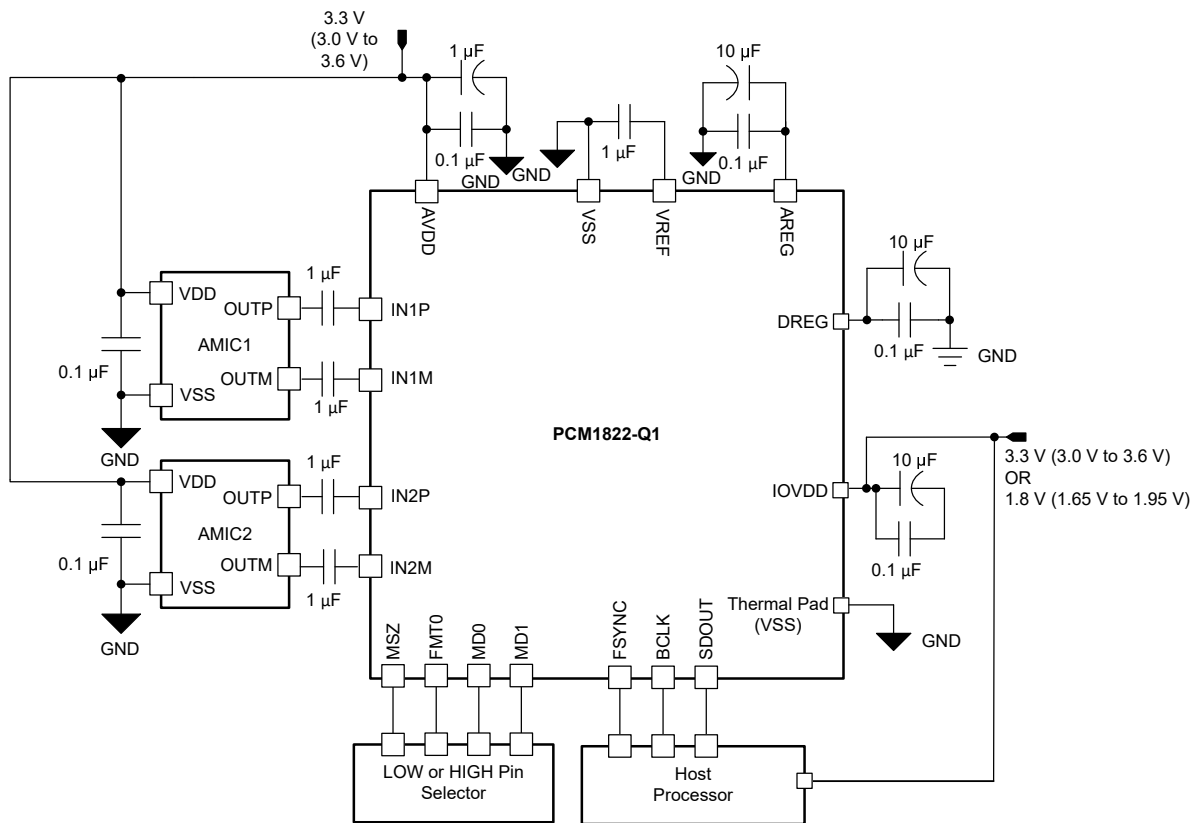 3.3 V
(3.0 V to
3.6 V)
1 µF
0.1 µF
GND
GND
1 µF
10 µF
0.1 µF
GND
AVDD
VSS
VREF
AREG
10 µF
DREG
0.1 µF
GND
VDD
OUTP
AMIC1
OUTM
VSS
0.1 µF
GND
1 µF
1 µF
IN1P
IN1M
PCM1822-Q1
VDD
OUTP
AMIC2
OUTM
VSS
0.1 µF
GND
1 µF
1 µF
IN2P
IN2M
IOVDD
10 µF
0.1 µF
3.3 V (3.0 V to 3.6 V)
OR
1.8 V (1.65 V to 1.95 V)
Thermal Pad
(VSS)
GND
MSZ
FMT0
MD0
MD1
FSYNC
BCLK
SDOUT
LOW or HIGH Pin
Selector
Host
Processor